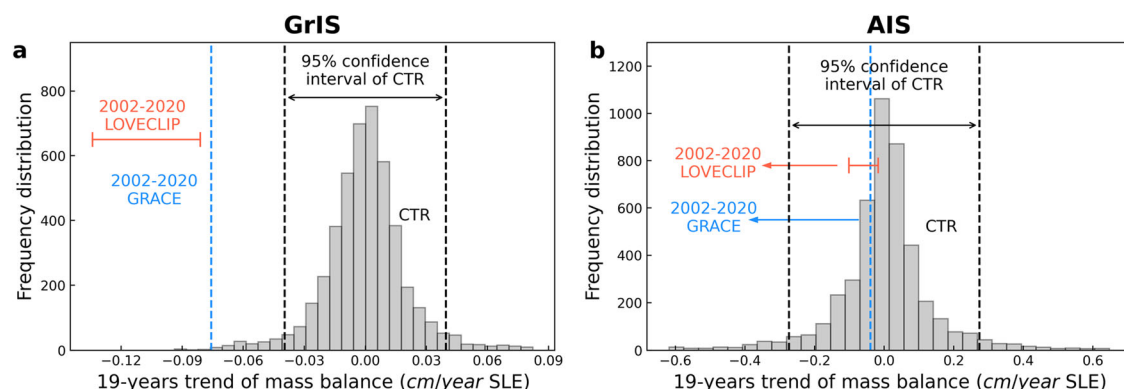 GrIS
a
95% confidence
interval of CTR
2002-2020
LOVECLIP
2002-2020
GRACE
CTR
Frequency distribution
800
600
400
200
0
−0.12 −0.09 −0.06 −0.03 0.00 0.03 0.06 0.09
19-years trend of mass balance (cm/year SLE)
AIS
b
95% confidence
interval of CTR
2002-2020
LOVECLIP
2002-2020
GRACE
CTR
Frequency distribution
1200
1000
800
600
400
200
0
−0.6 −0.4 −0.2 0.0 0.2 0.4 0.6
19-years trend of mass balance (cm/year SLE)